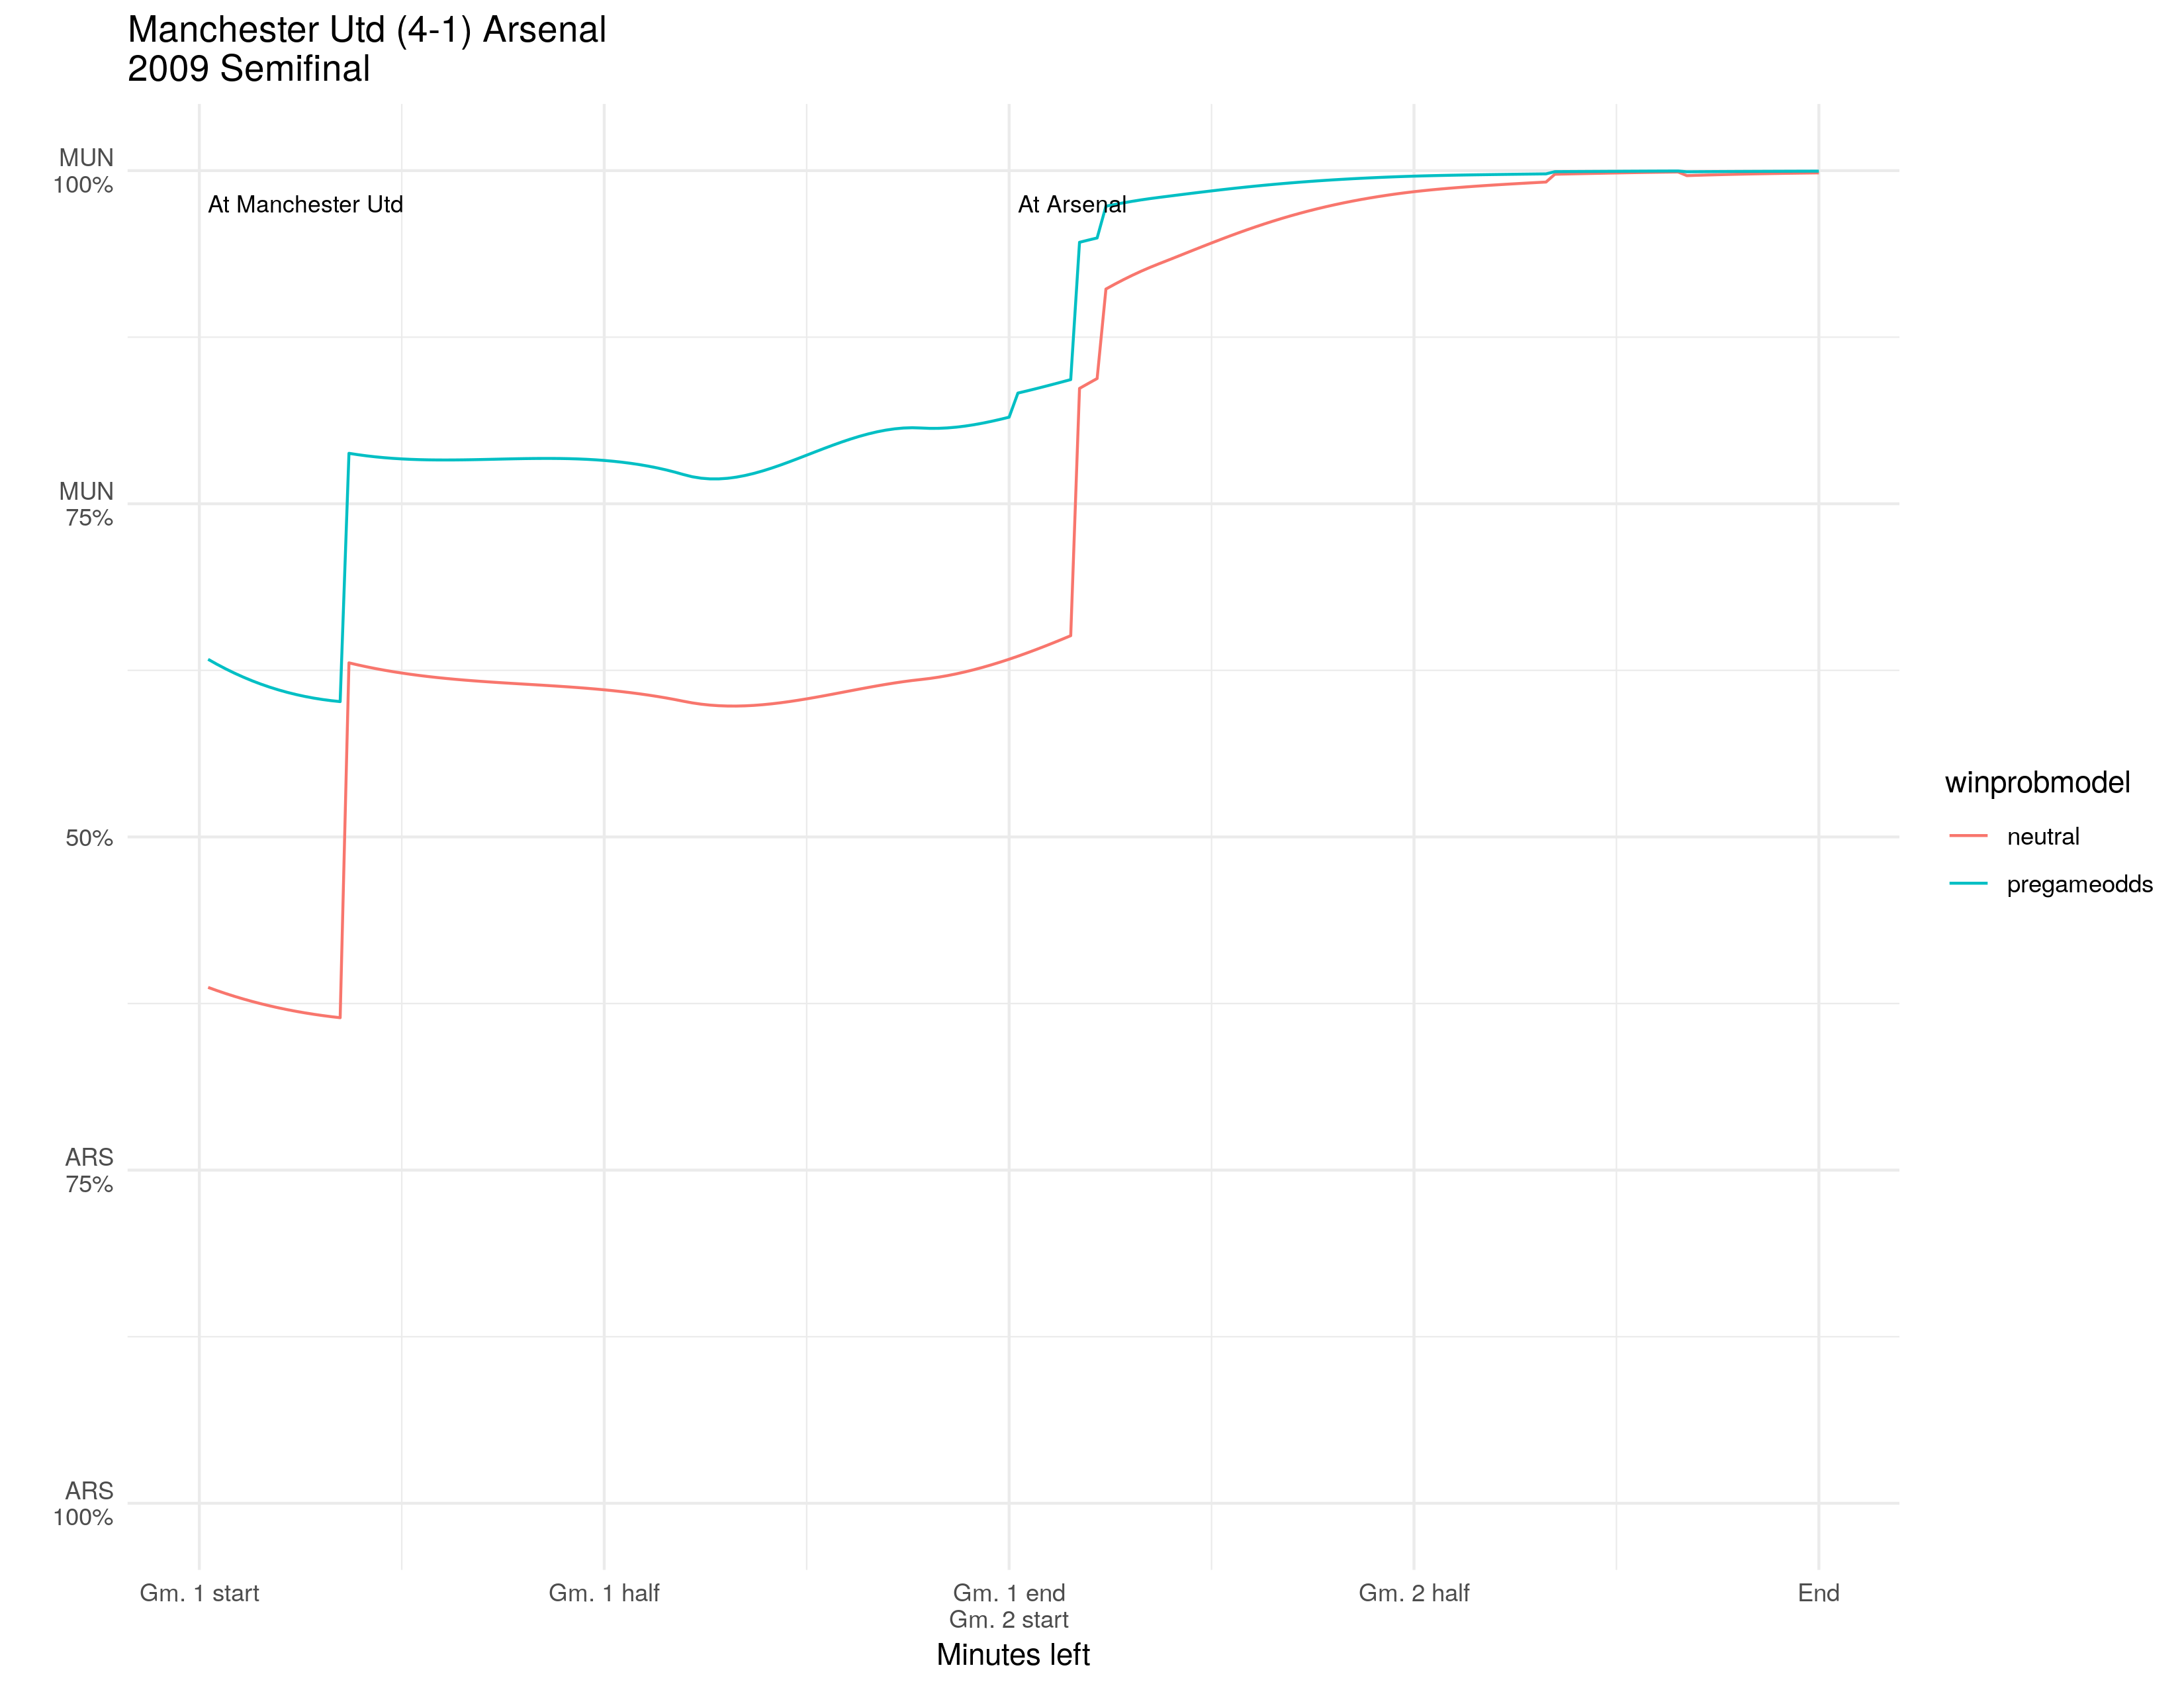 Manchester Utd (4-1) Arsenal
2009 Semifinal
MUN
100%
At Manchester Utd
At Arsenal
MUN
75%
50%
ARS
75%
ARS
100%
winprobmodel
neutral
pregameodds
Gm. 1 start
Gm. 1 half
Gm. 1 end
Gm. 2 start
Gm. 2 half
End
Minutes left